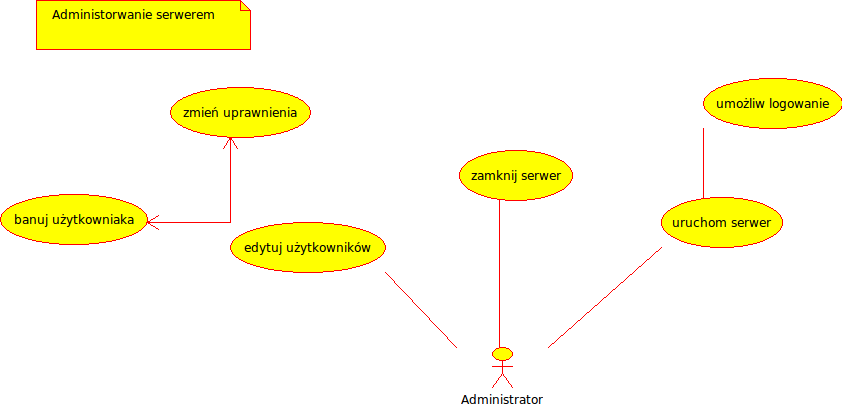 Administorwanie serwerem
umożliw logowanie
zmień uprawnienia
zamknij serwer
banuj użytkowniaka
uruchom serwer
edytuj użytkowników
Administrator